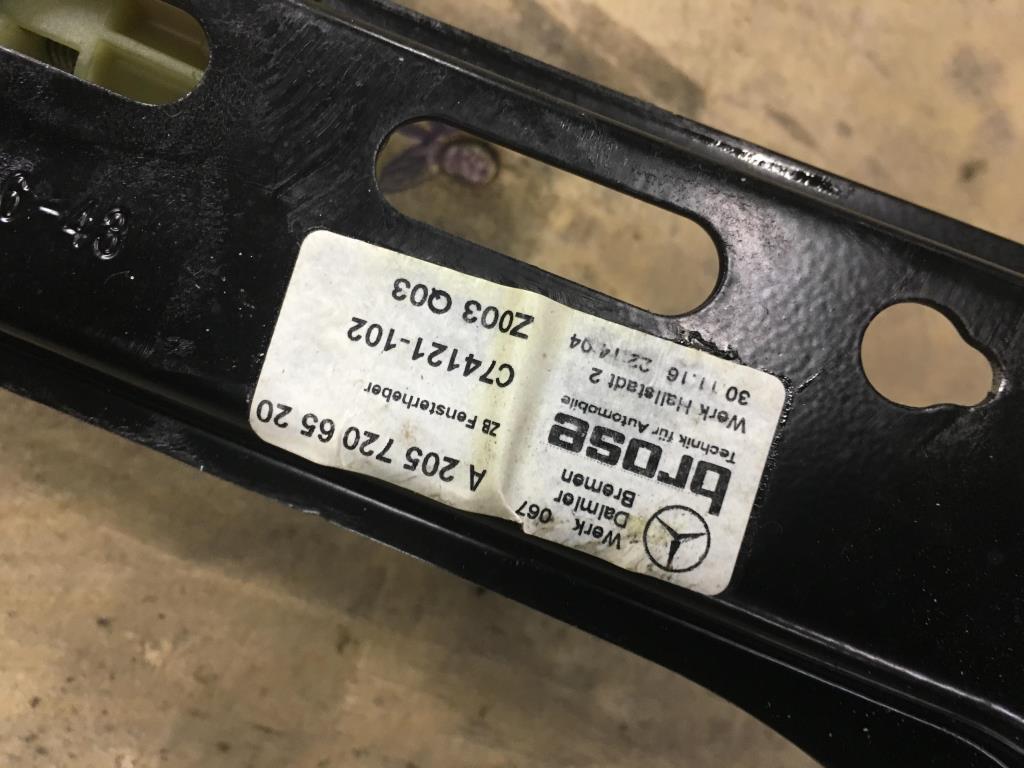 Werk 067
Daimler
Bremen
brose
Technik für Automobile
Werk Hallstadt 2
30.11.16 22:14:04
A 205 720 65 20
ZB Fensterheber
C74121-102
Z003 Q03
-43